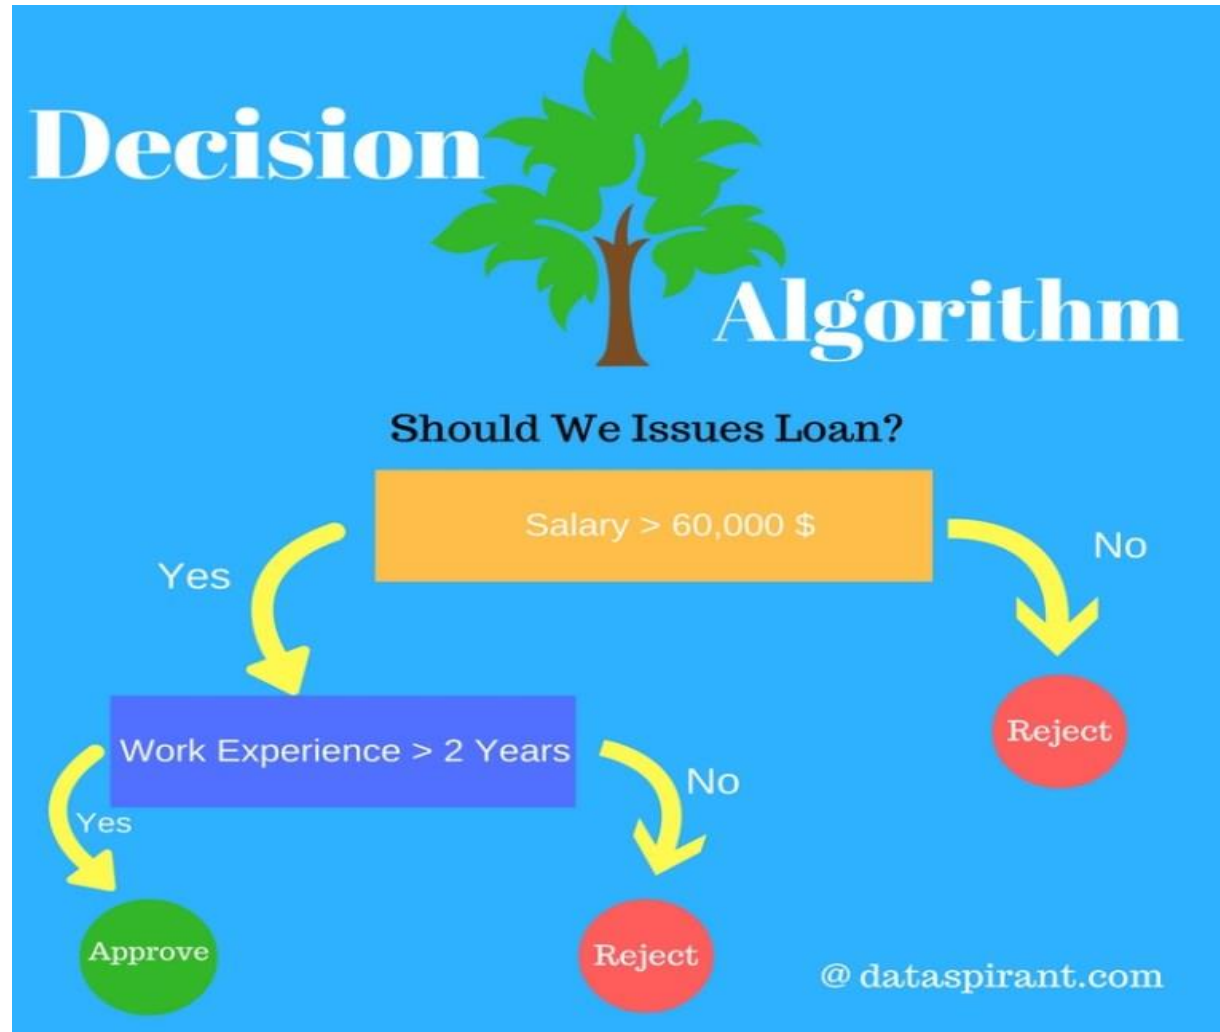 Decision
Algorithm
Should We Issues Loan?
Salary > 60,000 $
Yes
No
Work Experience > 2 Years
Reject
Yes
No
Approve
Reject
@ dataspirant.com